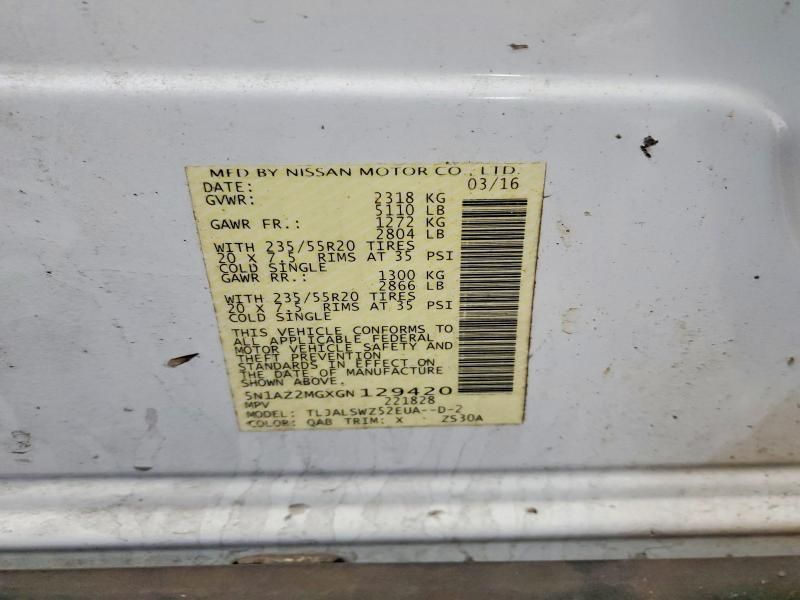 MFD BY NISSAN MOTOR CO., LTD.
DATE: 03/16
GVWR: 2318 KG
5110 LB
GAWR FR.: 1272 KG
2804 LB
WITH 235/55R20 TIRES
20 X 7.5 RIMS AT 35 PSI
COLD SINGLE
GAWR RR.: 1300 KG
2866 LB
WITH 235/55R20 TIRES
20 X 7.5 RIMS AT 35 PSI
COLD SINGLE
THIS VEHICLE CONFORMS TO
ALL APPLICABLE FEDERAL
MOTOR VEHICLE SAFETY AND
THEFT PREVENTION
STANDARDS IN EFFECT ON
THE DATE OF MANUFACTURE
SHOWN ABOVE.
5N1AZ2MGXGN 129420
MPV 221828
MODEL: TLJALSWZ52EUA--D-2
COLOR: QAB TRIM: X ZS30A